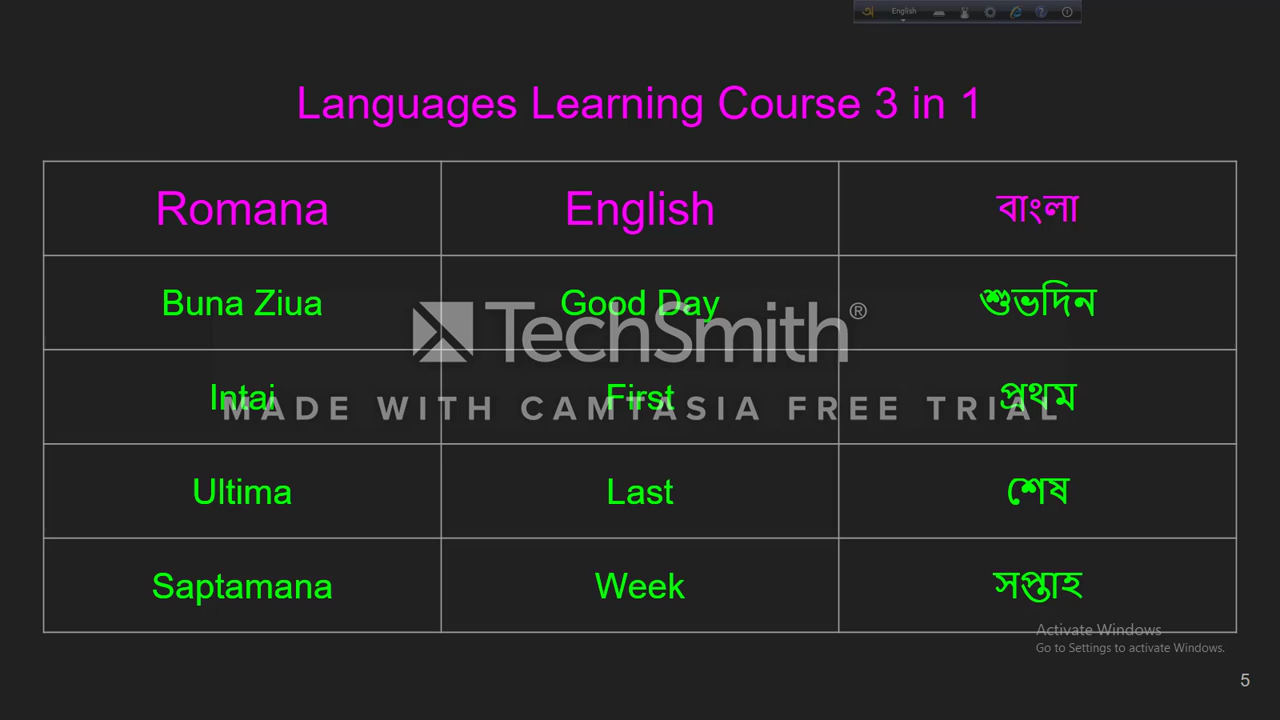 অ English
Languages Learning Course 3 in 1
Romana English বাংলা
Buna Ziua Good Day শুভদিন
TechSmith®
Intai First প্রথম
MADE WITH CAMTASIA FREE TRIAL
Ultima Last শেষ
Saptamana Week সপ্তাহ
Activate Windows
Go to Settings to activate Windows.
5